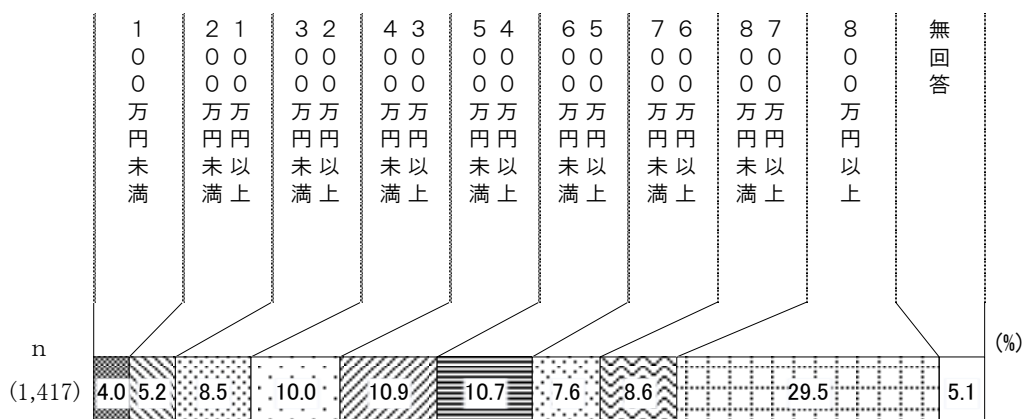 １００万円未満
１００万円以上
２００万円未満
２００万円以上
３００万円未満
３００万円以上
４００万円未満
４００万円以上
５００万円未満
５００万円以上
６００万円未満
６００万円以上
７００万円未満
７００万円以上
８００万円未満
８００万円以上
無回答
(%)
n
(1,417)
4.0 5.2 8.5 10.0 10.9 10.7 7.6 8.6 29.5 5.1